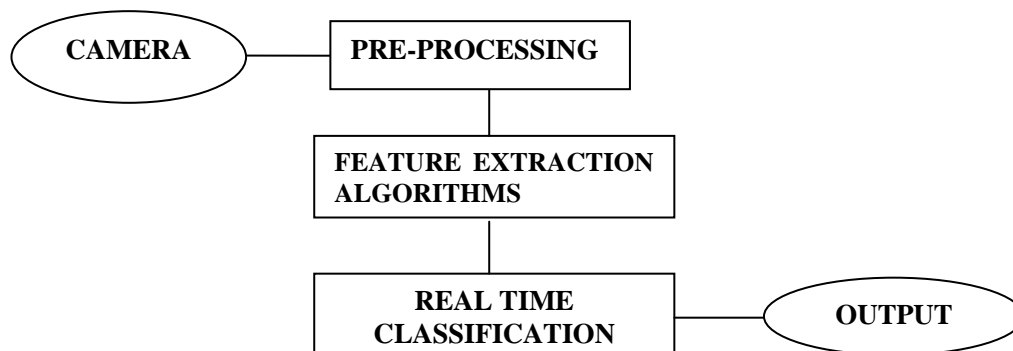 CAMERA
PRE-PROCESSING
FEATURE EXTRACTION
ALGORITHMS
REAL TIME
CLASSIFICATION
OUTPUT